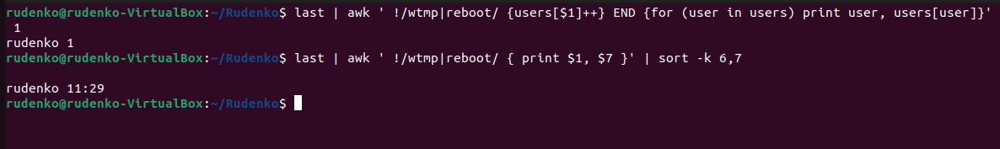 rudenko@rudenko-VirtualBox:~/Rudenko$ last | awk ' !/wtmp|reboot/ {users[$1]++} END {for (user in users) print user, users[user]}'
 1
rudenko 1
rudenko@rudenko-VirtualBox:~/Rudenko$ last | awk ' !/wtmp|reboot/ { print $1, $7 }' | sort -k 6,7

rudenko 11:29
rudenko@rudenko-VirtualBox:~/Rudenko$